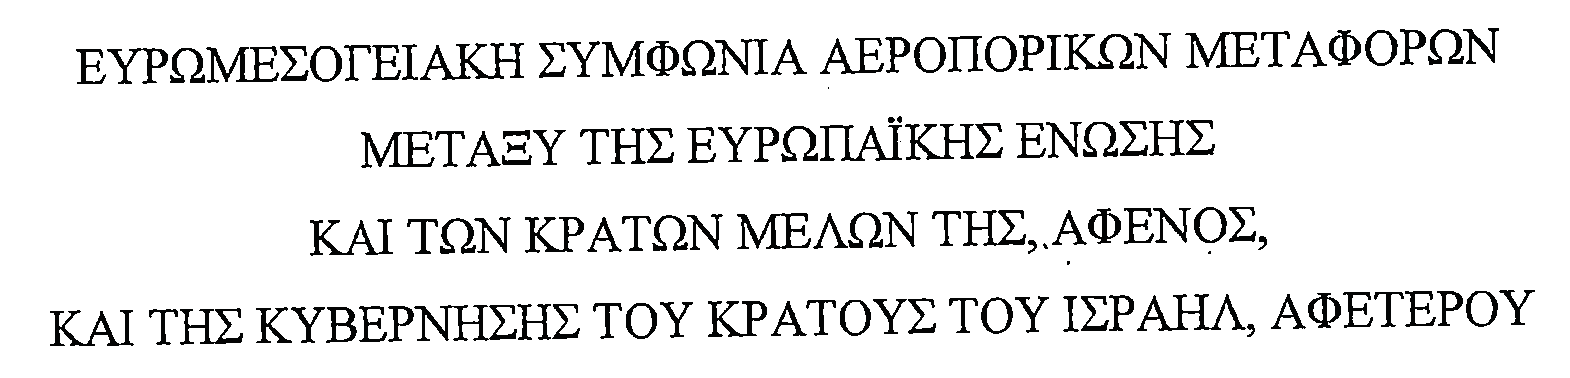 ΕΥΡΩΜΕΣΟΓΕΙΑΚΗ ΣΥΜΦΩΝΙΑ ΑΕΡΟΠΟΡΙΚΩΝ ΜΕΤΑΦΟΡΩΝ
ΜΕΤΑΞΥ ΤΗΣ ΕΥΡΩΠΑΪΚΗΣ ΕΝΩΣΗΣ
ΚΑΙ ΤΩΝ ΚΡΑΤΩΝ ΜΕΛΩΝ ΤΗΣ, ΑΦΕΝΟΣ,
ΚΑΙ ΤΗΣ ΚΥΒΕΡΝΗΣΗΣ ΤΟΥ ΚΡΑΤΟΥΣ ΤΟΥ ΙΣΡΑΗΛ, ΑΦΕΤΕΡΟΥ